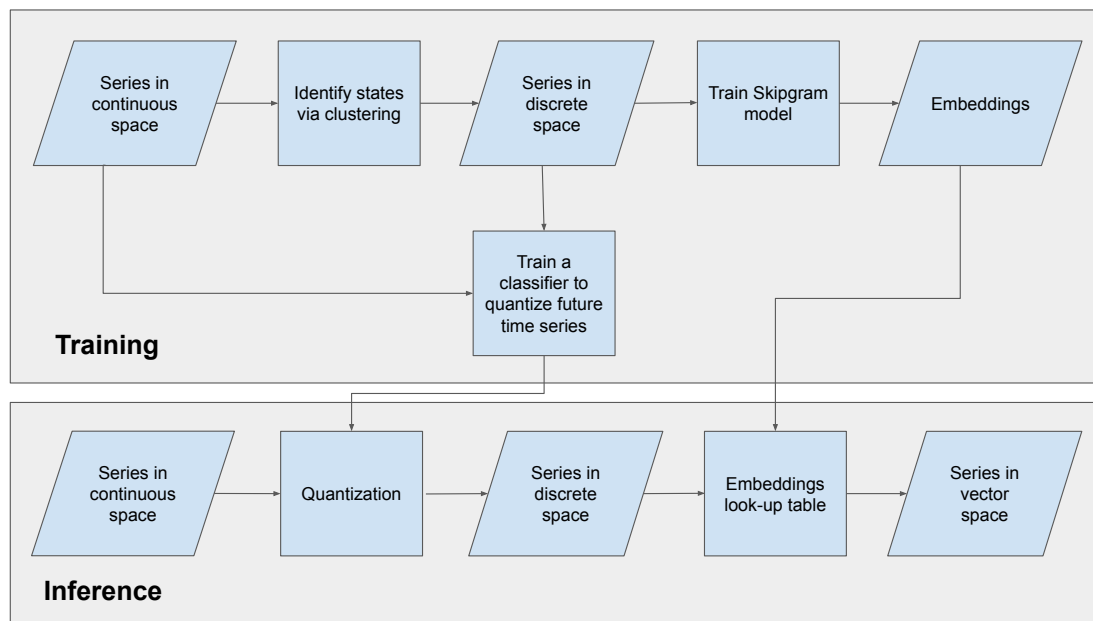 Series in
continuous
space
Identify states
via clustering
Series in
discrete
space
Train Skipgram
model
Embeddings
Train a
classifier to
quantize future
time series
Training
Series in
continuous
space
Quantization
Series in
discrete
space
Embeddings
look-up table
Series in
vector
space
Inference